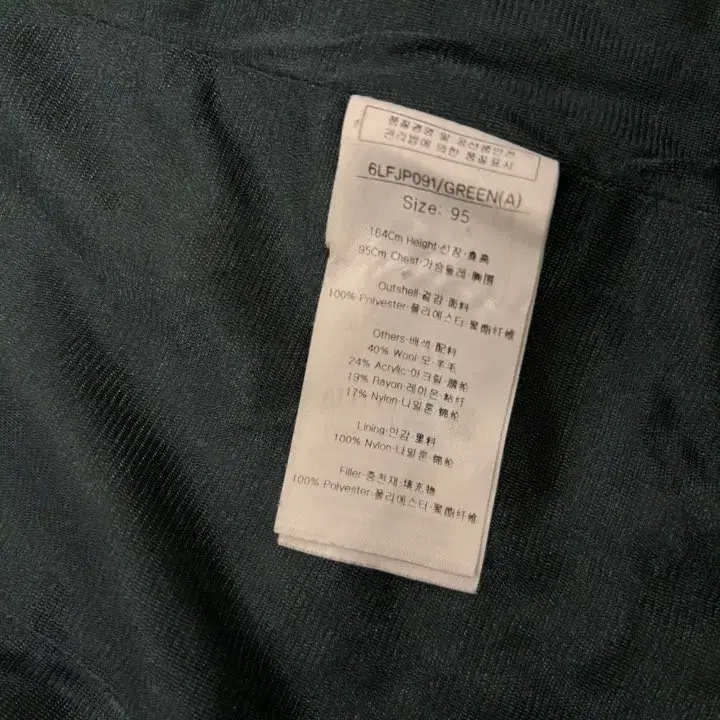 품질경영 및 공산품안전
관리법에 의한 품질표시
6LFJP091/GREEN(A)
Size: 95
164Cm Height·신장·身高
95Cm Chest·가슴둘레·胸围
Outshell·겉감·面料
100% Polyester·폴리에스터·聚酯纤维
Others·배색·配料
40% Wool·모·羊毛
24% Acrylic·아크릴·腈纶
19% Rayon·레이온·粘纤
17% Nylon·나일론·锦纶
Lining·안감·里料
100% Nylon·나일론·锦纶
Filler·충전재·填充物
100% Polyester·폴리에스터·聚酯纤维